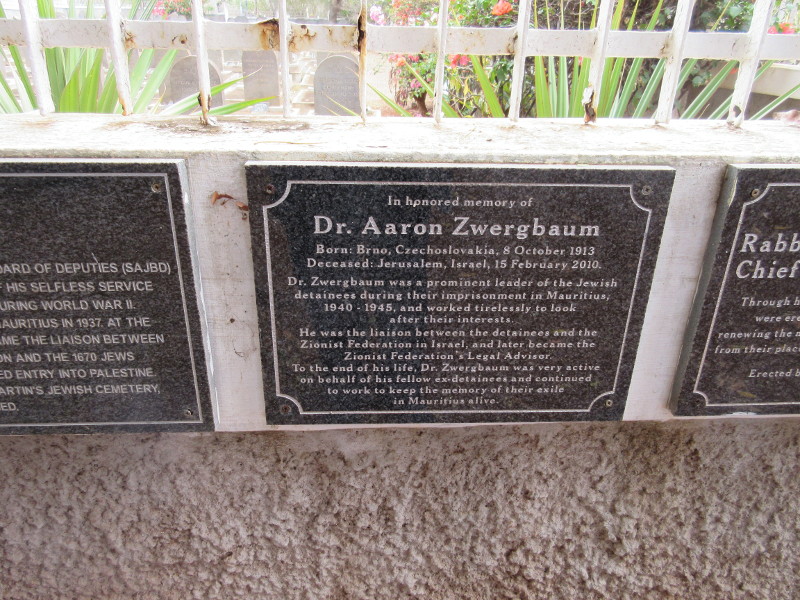 OARD OF DEPUTIES (SAJBD)
F HIS SELFLESS SERVICE
URING WORLD WAR II.
MAURITIUS IN 1937. AT THE
AME THE LIAISON BETWEEN
ON AND THE 1670 JEWS
ED ENTRY INTO PALESTINE.
ARTIN'S JEWISH CEMETERY,
ED.
In honored memory of
Dr. Aaron Zwergbaum
Born: Brno, Czechoslovakia, 8 October 1913
Deceased: Jerusalem, Israel, 15 February 2010.
Dr. Zwergbaum was a prominent leader of the Jewish
detainees during their imprisonment in Mauritius,
1940 - 1945, and worked tirelessly to look
after their interests.
He was the liaison between the detainees and the
Zionist Federation in Israel, and later became the
Zionist Federation's Legal Advisor.
To the end of his life, Dr. Zwergbaum was very active
on behalf of his fellow ex-detainees and continued
to work to keep the memory of their exile
in Mauritius alive.
Rabb
Chief
Through h
were ere
renewing the m
from their plac
Erected b